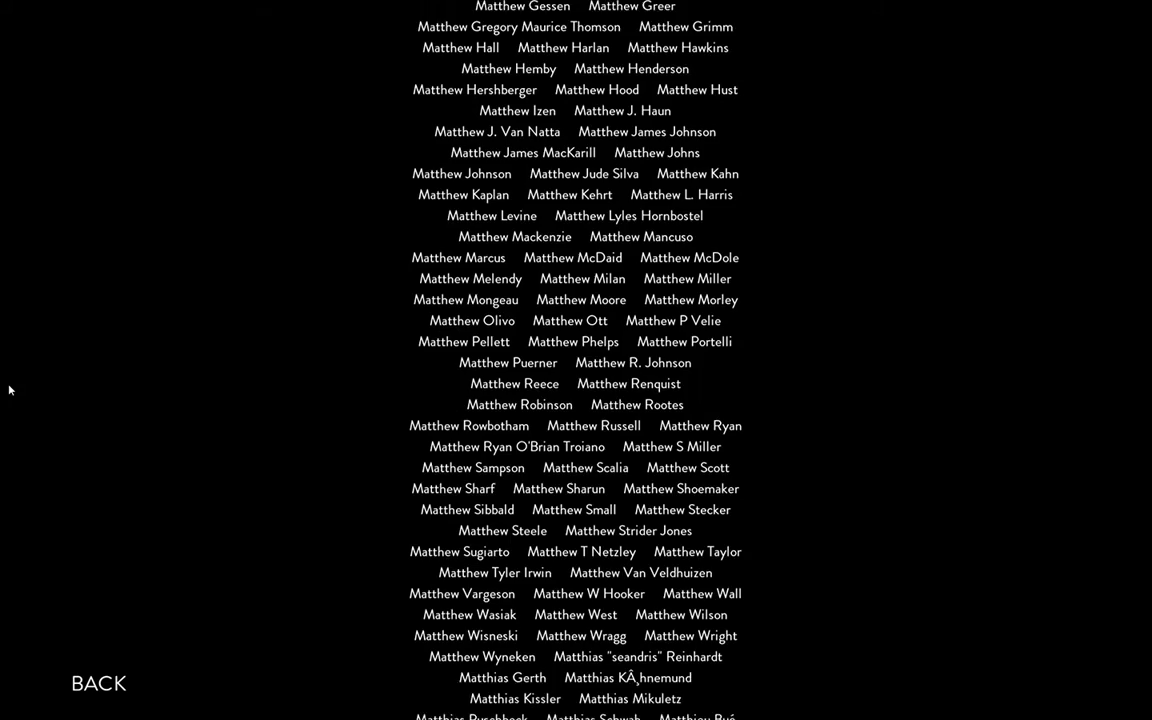 Matthew Gessen Matthew Greer
Matthew Gregory Maurice Thomson Matthew Grimm
Matthew Hall Matthew Harlan Matthew Hawkins
Matthew Hemby Matthew Henderson
Matthew Hershberger Matthew Hood Matthew Hust
Matthew Izen Matthew J. Haun
Matthew J. Van Natta Matthew James Johnson
Matthew James MacKarill Matthew Johns
Matthew Johnson Matthew Jude Silva Matthew Kahn
Matthew Kaplan Matthew Kehrt Matthew L. Harris
Matthew Levine Matthew Lyles Hornbostel
Matthew Mackenzie Matthew Mancuso
Matthew Marcus Matthew McDaid Matthew McDole
Matthew Melendy Matthew Milan Matthew Miller
Matthew Mongeau Matthew Moore Matthew Morley
Matthew Olivo Matthew Ott Matthew P Velie
Matthew Pellett Matthew Phelps Matthew Portelli
Matthew Puerner Matthew R. Johnson
Matthew Reece Matthew Renquist
Matthew Robinson Matthew Rootes
Matthew Rowbotham Matthew Russell Matthew Ryan
Matthew Ryan O'Brian Troiano Matthew S Miller
Matthew Sampson Matthew Scalia Matthew Scott
Matthew Sharf Matthew Sharun Matthew Shoemaker
Matthew Sibbald Matthew Small Matthew Stecker
Matthew Steele Matthew Strider Jones
Matthew Sugiarto Matthew T Netzley Matthew Taylor
Matthew Tyler Irwin Matthew Van Veldhuizen
Matthew Vargeson Matthew W Hooker Matthew Wall
Matthew Wasiak Matthew West Matthew Wilson
Matthew Wisneski Matthew Wragg Matthew Wright
Matthew Wyneken Matthias "seandris" Reinhardt
Matthias Gerth Matthias KÂ¸hnemund
Matthias Kissler Matthias Mikuletz
Matthias Puschbeck Matthias Schwab Matthieu Bué
BACK